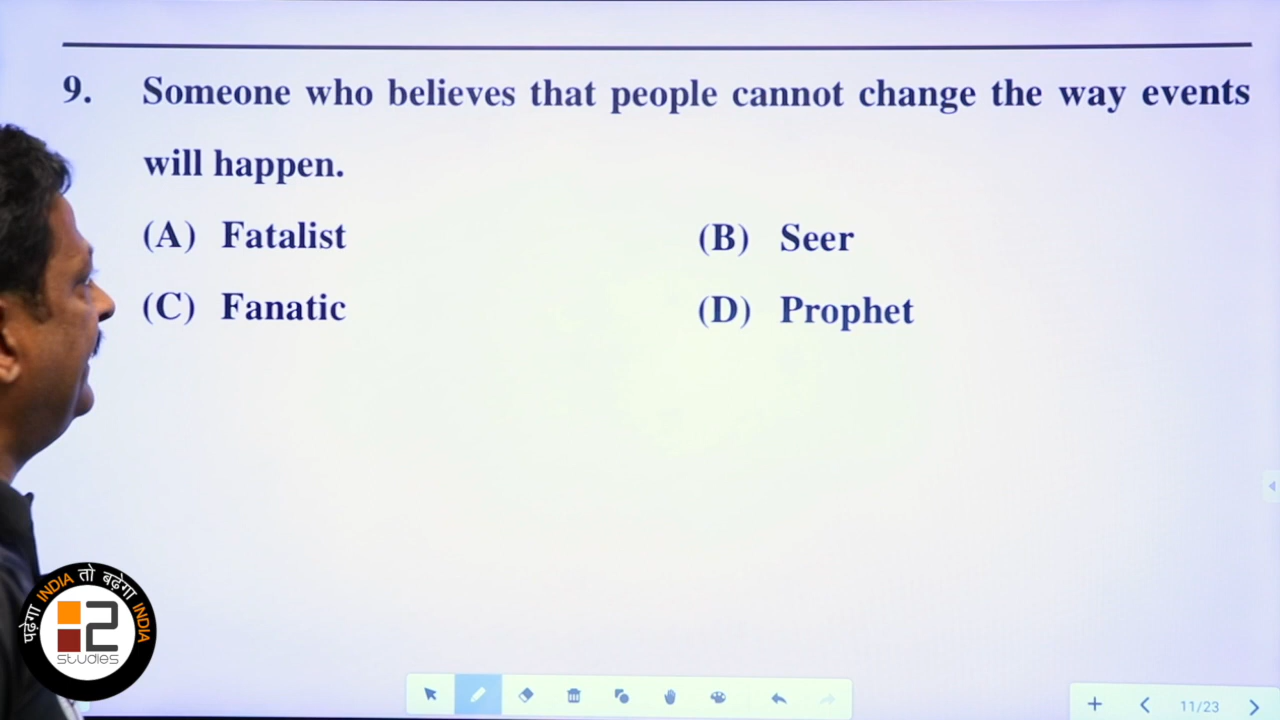 9. Someone who believes that people cannot change the way events
will happen.
(A) Fatalist (B) Seer
(C) Fanatic (D) Prophet
पढ़ेगा INDIA तो बढ़ेगा INDIA
2
studies
11/23